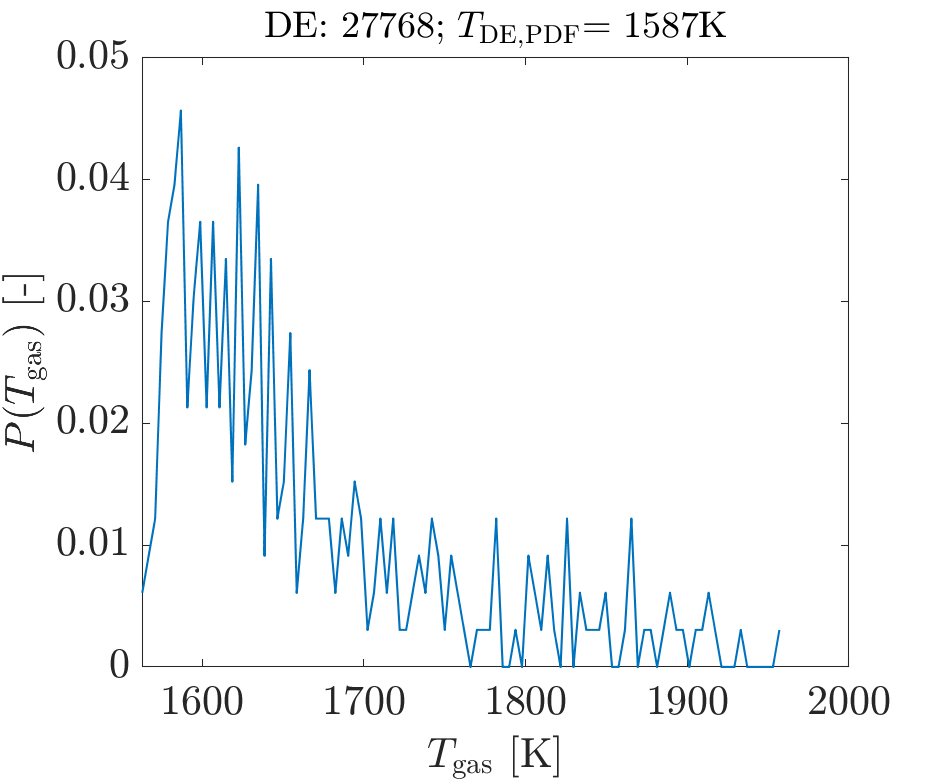 DE: 27768; T_DE,PDF= 1587K
0.05
0.04
0.03
0.02
0.01
0
P(T_gas) [-]
1600 1700 1800 1900 2000
T_gas [K]